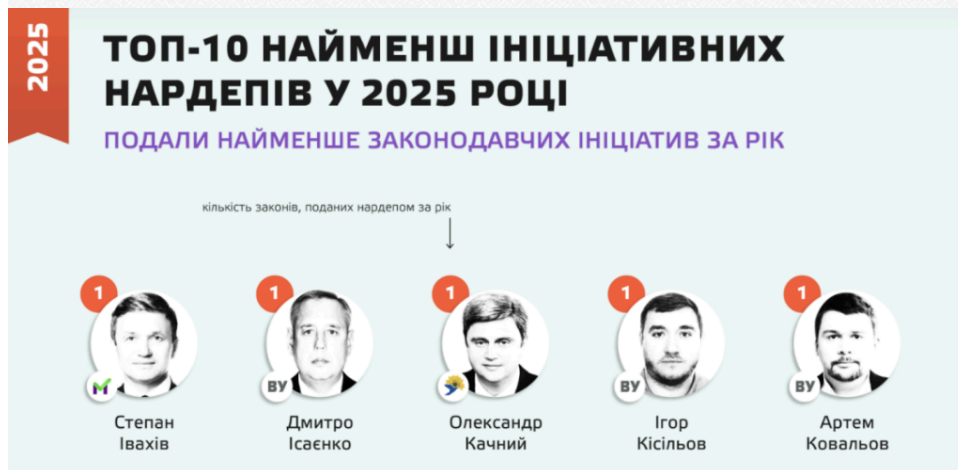 2025
ТОП-10 НАЙМЕНШ ІНІЦІАТИВНИХ
НАРДЕПІВ У 2025 РОЦІ
ПОДАЛИ НАЙМЕНШЕ ЗАКОНОДАВЧИХ ІНІЦІАТИВ ЗА РІК
кількість законів, поданих нардепом за рік
1 1 1 1 1
ВУ ВУ ВУ
Степан Дмитро Олександр Ігор Артем
Івахів Ісаєнко Качний Кісільов Ковальов